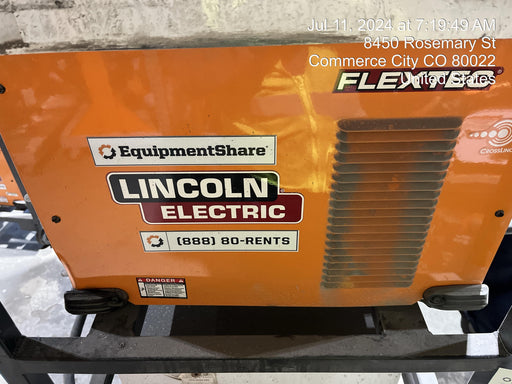 Jul 11, 2024 at 7:19:49 AM
8450 Rosemary St
Commerce City CO 80022
United States
FLEXTEC®
CROSSLINC
EquipmentShare
LINCOLN
ELECTRIC
(888) 80-RENTS
DANGER